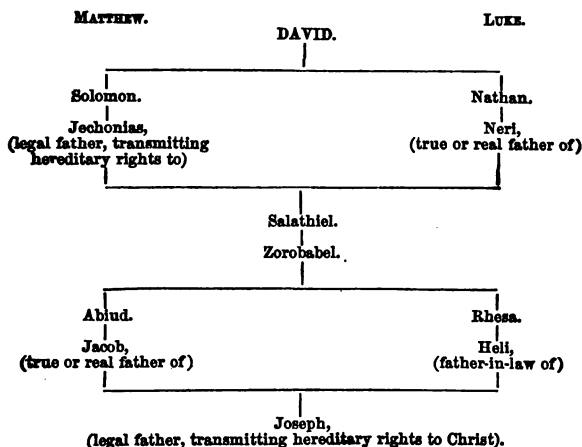 MATTHEW. LUKE.
DAVID.
Solomon. Nathan.
Jechonias, Neri,
(legal father, transmitting (true or real father of)
hereditary rights to)
Salathiel.
Zorobabel.
Abiud. Rhesa.
Jacob, Heli,
(true or real father of) (father-in-law of)
Joseph,
(legal father, transmitting hereditary rights to Christ).